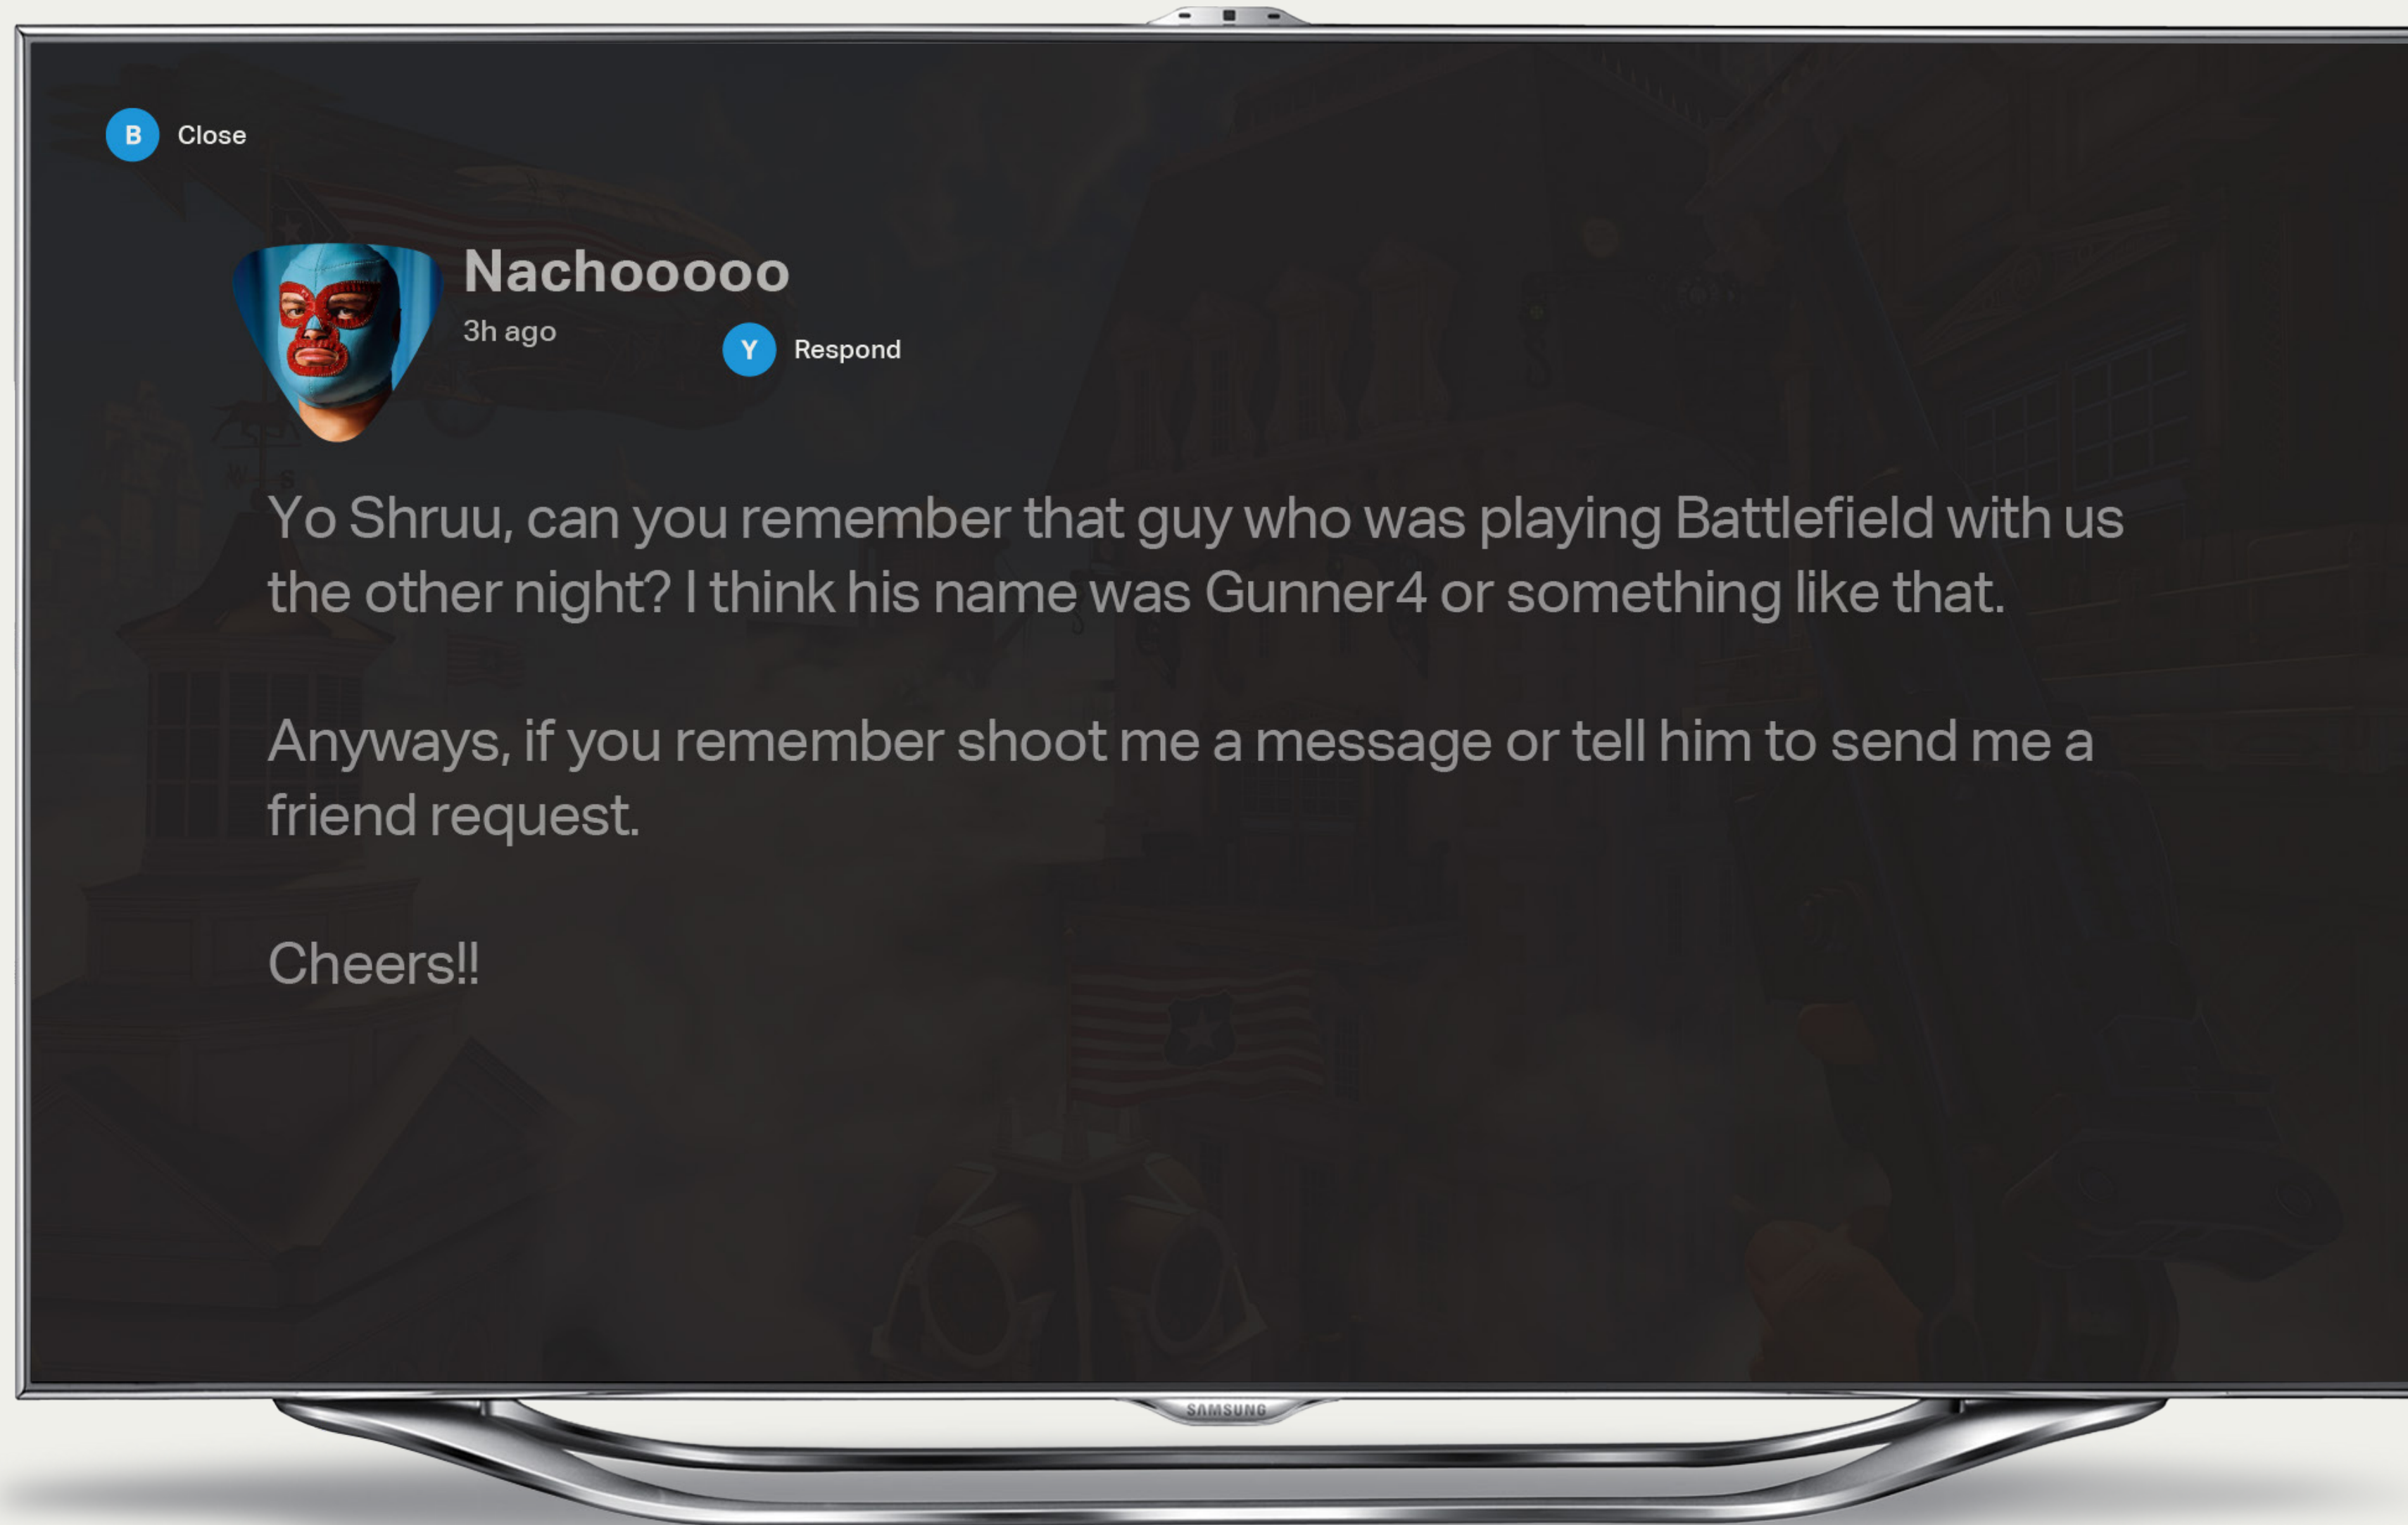 B Close
Nachooooo
3h ago
Y Respond
Yo Shruu, can you remember that guy who was playing Battlefield with us
the other night? I think his name was Gunner4 or something like that.
Anyways, if you remember shoot me a message or tell him to send me a
friend request.
Cheers!!
W S
SAMSUNG